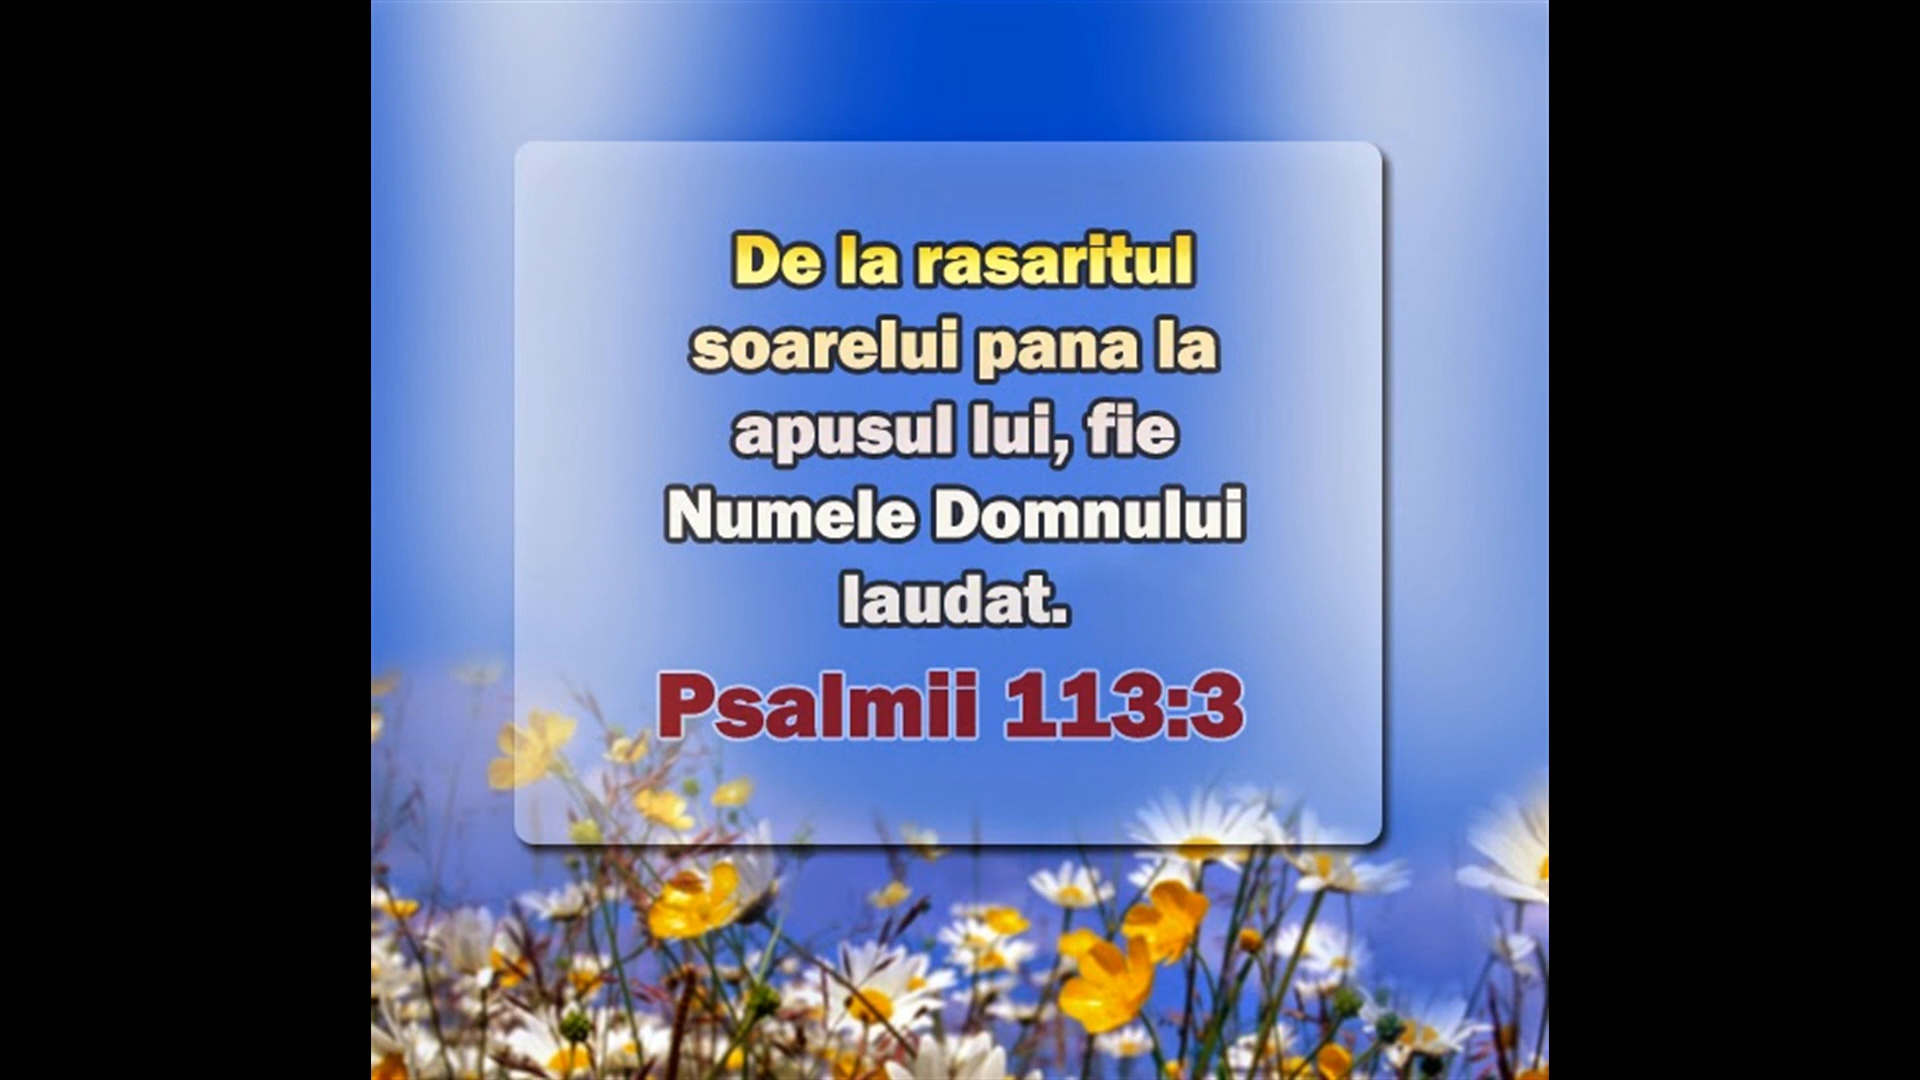 De la rasaritul
soarelui pana la
apusul lui, fie
Numele Domnului
laudat.
Psalmii 113:3